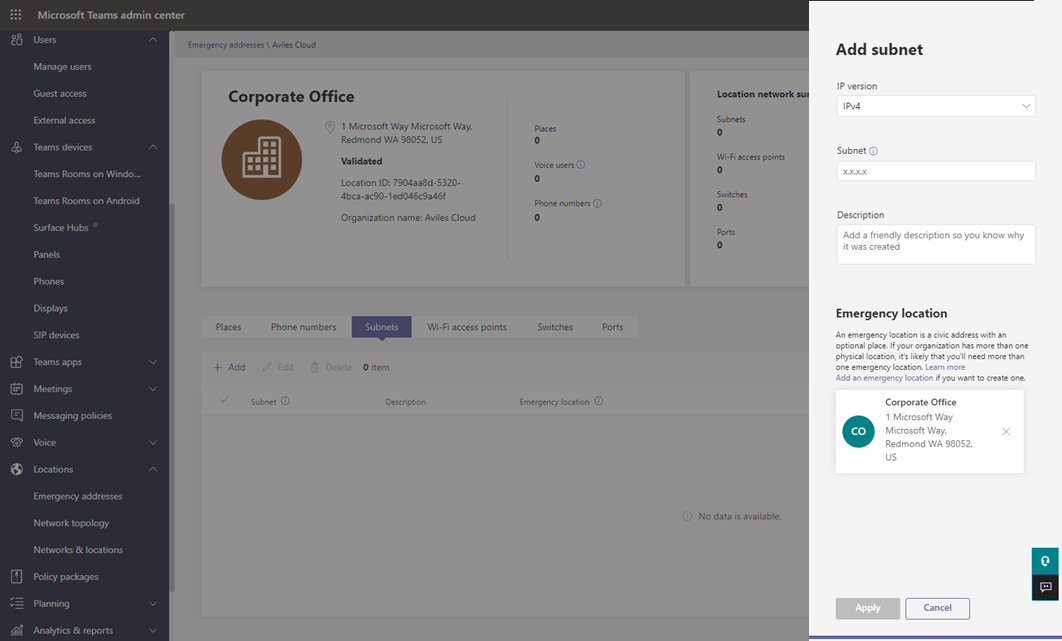 Microsoft Teams admin center
Users
Manage users
Guest access
External access
Teams devices
Teams Rooms on Windo...
Teams Rooms on Android
Surface Hubs
Panels
Phones
Displays
SIP devices
Teams apps
Meetings
Messaging policies
Voice
Locations
Emergency addresses
Network topology
Networks & locations
Policy packages
Planning
Analytics & reports
Emergency addresses \ Aviles Cloud
Corporate Office
1 Microsoft Way Microsoft Way,
Redmond WA 98052, US
Validated
Location ID: 7904aa8d-5320-
4bca-ac90-1ed046c9a46f
Organization name: Aviles Cloud
Places
0
Voice users
0
Phone numbers
0
Location network sur
Subnets
0
Wi-Fi access points
0
Switches
0
Ports
0
Places Phone numbers Subnets Wi-Fi access points Switches Ports
+ Add Edit Delete 0 item
Subnet Description Emergency location
No data is available.
Add subnet
IP version
IPv4
Subnet
x.x.x.x
Description
Add a friendly description so you know why
it was created
Emergency location
An emergency location is a civic address with an
optional place. If your organization has more than one
physical location, it's likely that you'll need more than
one emergency location. Learn more
Add an emergency location if you want to create one.
CO
Corporate Office
1 Microsoft Way
Microsoft Way,
Redmond WA 98052,
US
Apply Cancel